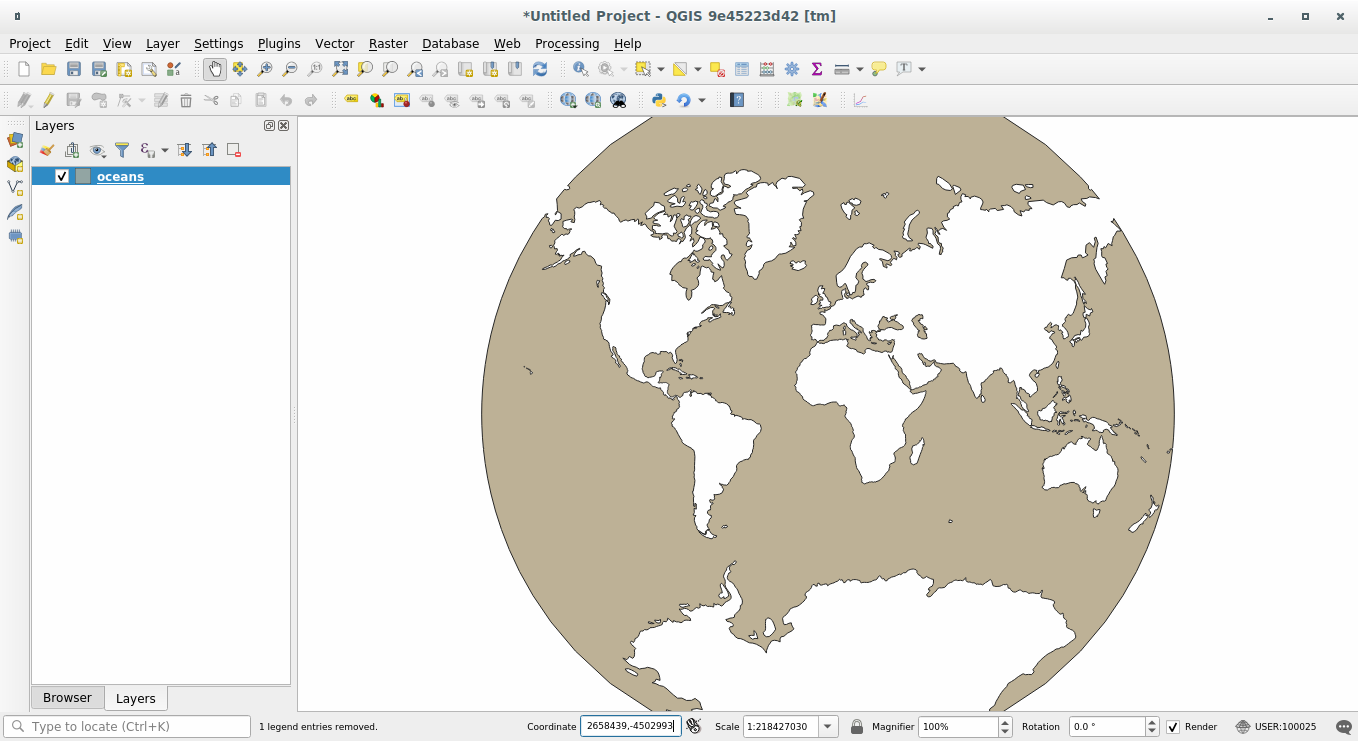 *Untitled Project - QGIS 9e45223d42 [tm]
Project Edit View Layer Settings Plugins Vector Raster Database Web Processing Help
Layers
oceans
Browser Layers
Type to locate (Ctrl+K) 1 legend entries removed. Coordinate 2658439,-4502993 Scale 1:218427030 Magnifier 100% Rotation 0.0 ° Render USER:100025